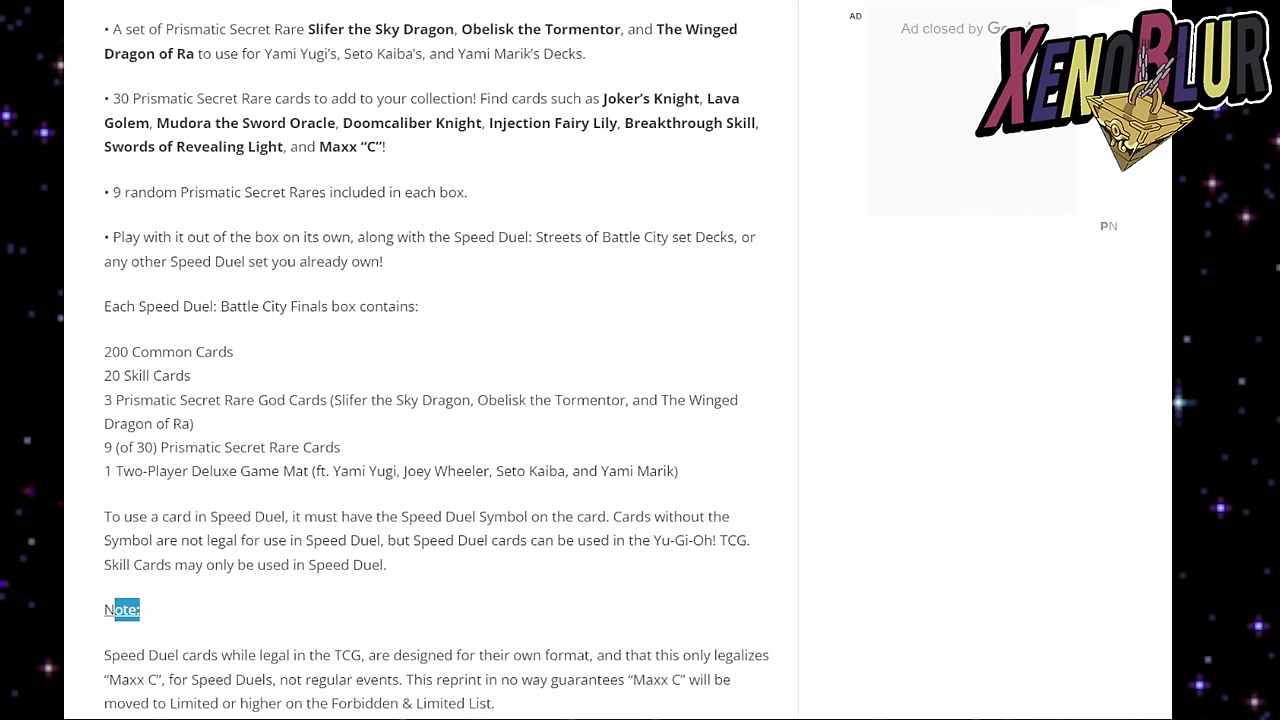 • A set of Prismatic Secret Rare Slifer the Sky Dragon, Obelisk the Tormentor, and The Winged
Dragon of Ra to use for Yami Yugi’s, Seto Kaiba’s, and Yami Marik’s Decks.
• 30 Prismatic Secret Rare cards to add to your collection! Find cards such as Joker’s Knight, Lava
Golem, Mudora the Sword Oracle, Doomcaliber Knight, Injection Fairy Lily, Breakthrough Skill,
Swords of Revealing Light, and Maxx “C”!
• 9 random Prismatic Secret Rares included in each box.
• Play with it out of the box on its own, along with the Speed Duel: Streets of Battle City set Decks, or
any other Speed Duel set you already own!
Each Speed Duel: Battle City Finals box contains:
200 Common Cards
20 Skill Cards
3 Prismatic Secret Rare God Cards (Slifer the Sky Dragon, Obelisk the Tormentor, and The Winged
Dragon of Ra)
9 (of 30) Prismatic Secret Rare Cards
1 Two-Player Deluxe Game Mat (ft. Yami Yugi, Joey Wheeler, Seto Kaiba, and Yami Marik)
To use a card in Speed Duel, it must have the Speed Duel Symbol on the card. Cards without the
Symbol are not legal for use in Speed Duel, but Speed Duel cards can be used in the Yu-Gi-Oh! TCG.
Skill Cards may only be used in Speed Duel.
Note:
Speed Duel cards while legal in the TCG, are designed for their own format, and that this only legalizes
“Maxx C”, for Speed Duels, not regular events. This reprint in no way guarantees “Maxx C” will be
moved to Limited or higher on the Forbidden & Limited List.
AD
Ad closed by
XENOBLUR
PN